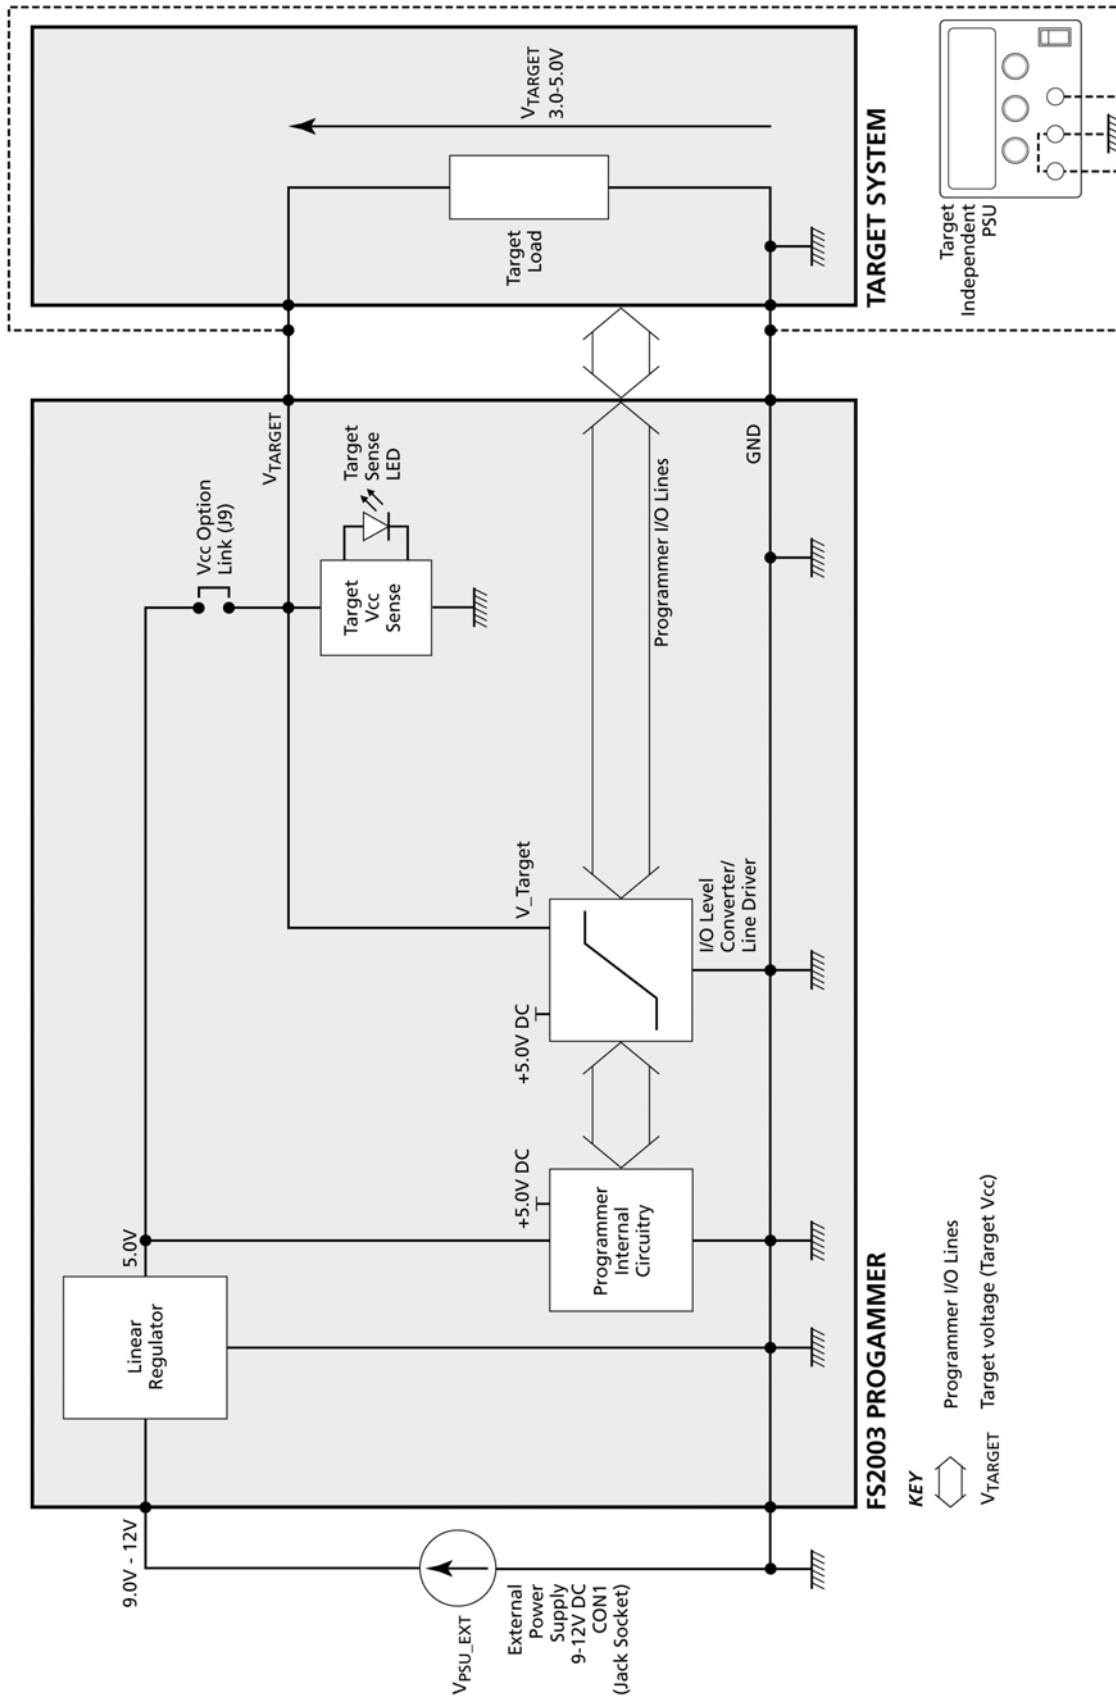 9.0V - 12V
VPSU_EXT
External
Power
Supply
9-12V DC
CON1
(Jack Socket)
Linear
Regulator
5.0V
+5.0V DC
Programmer
Internal
Circuitry
+5.0V DC
V_Target
I/O Level
Converter/
Line Driver
Vcc Option
Link (J9)
VTARGET
Target
Vcc
Sense
Target
Sense
LED
Programmer I/O Lines
GND
Target
Load
VTARGET
3.0-5.0V
FS2003 PROGAMMER
TARGET SYSTEM
Target
Independent
PSU
KEY
Programmer I/O Lines
VTARGET Target voltage (Target Vcc)